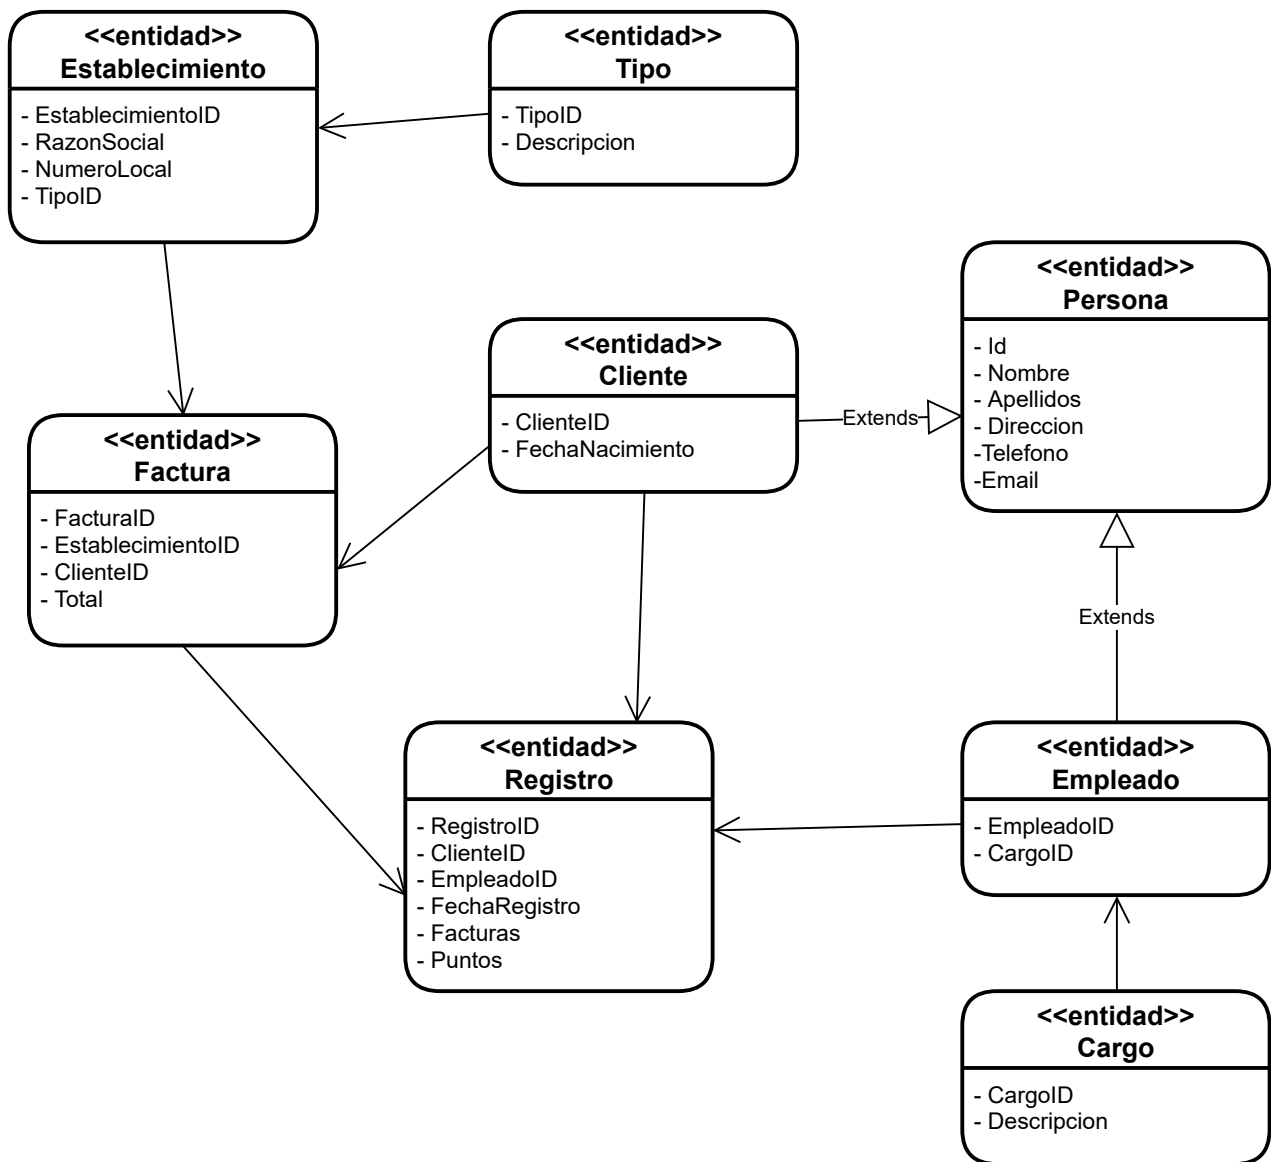 <<entidad>>
Establecimiento
- EstablecimientoID
- RazonSocial
- NumeroLocal
- TipoID
<<entidad>>
Tipo
- TipoID
- Descripcion
<<entidad>>
Persona
- Id
- Nombre
- Apellidos
- Direccion
-Telefono
-Email
<<entidad>>
Cliente
- ClienteID
- FechaNacimiento
Extends
<<entidad>>
Factura
- FacturaID
- EstablecimientoID
- ClienteID
- Total
Extends
<<entidad>>
Registro
- RegistroID
- ClienteID
- EmpleadoID
- FechaRegistro
- Facturas
- Puntos
<<entidad>>
Empleado
- EmpleadoID
- CargoID
<<entidad>>
Cargo
- CargoID
- Descripcion